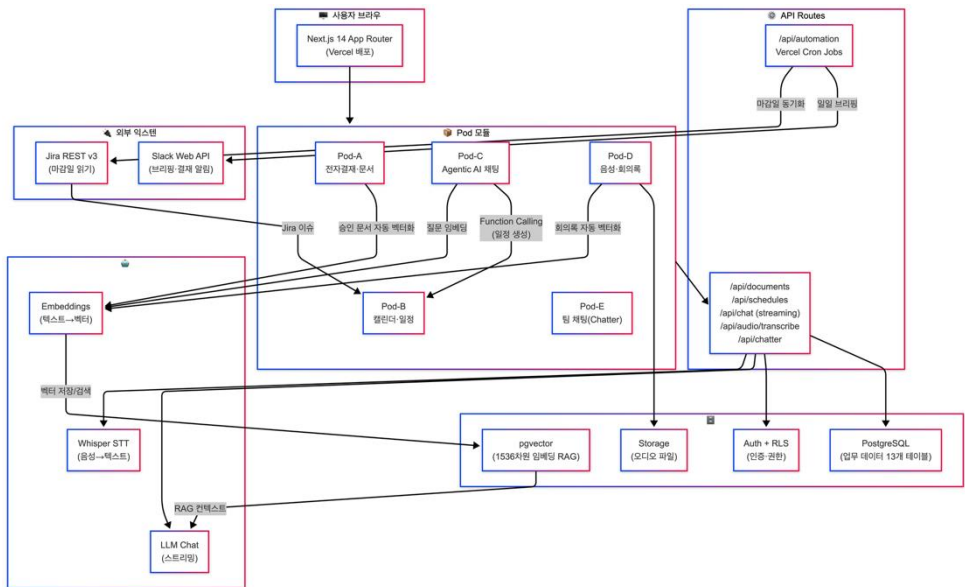 사용자 브라우
Next.js 14 App Router
(Vercel 배포)
API Routes
/api/automation
Vercel Cron Jobs
마감일 동기화
일일 브리핑
외부 익스텐
Jira REST v3
(마감일 읽기)
Slack Web API
(브리핑·결재 알림)
Pod 모듈
Pod-A
전자결재·문서
Pod-C
Agentic AI 채팅
Pod-D
음성·회의록
Jira 이슈
승인 문서 자동 벡터화
질문 임베딩
Function Calling
(일정 생성)
회의록 자동 벡터화
Embeddings
(텍스트→벡터)
Pod-B
캘린더·일정
Pod-E
팀 채팅(Chatter)
/api/documents
/api/schedules
/api/chat (streaming)
/api/audio/transcribe
/api/chatter
벡터 저장/검색
Whisper STT
(음성→텍스트)
pgvector
(1536차원 임베딩 RAG)
Storage
(오디오 파일)
Auth + RLS
(인증·권한)
PostgreSQL
(업무 데이터 13개 테이블)
RAG 컨텍스트
LLM Chat
(스트리밍)